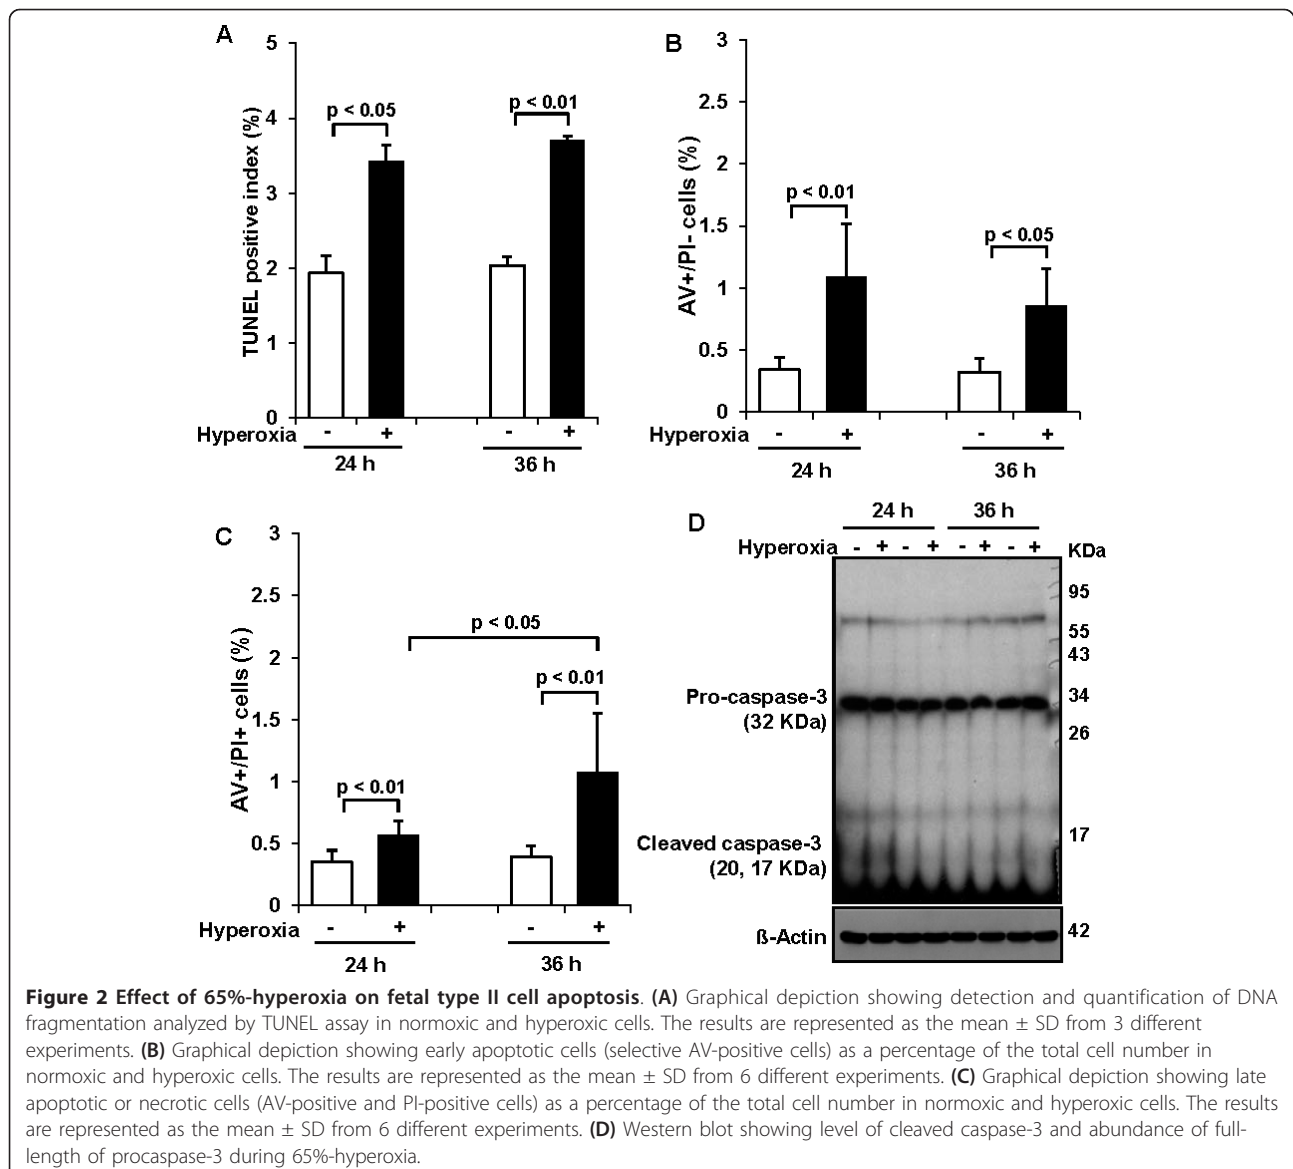 A
5
4
3
2
1
0
TUNEL positive index (%)
p < 0.05
p < 0.01
Hyperoxia - + - +
24 h 36 h
B
3
2.5
2
1.5
1
0.5
0
AV+/PI- cells (%)
p < 0.01
p < 0.05
- + - +
24 h 36 h
C
3
2.5
2
1.5
1
0.5
0
AV+/PI+ cells (%)
p < 0.05
p < 0.01
p < 0.01
Hyperoxia - + - +
24 h 36 h
D
24 h 36 h
Hyperoxia - + - + - + - + KDa
95
55
43
Pro-caspase-3 34
(32 KDa)
26
Cleaved caspase-3 17
(20, 17 KDa)
ß-Actin 42
Figure 2 Effect of 65%-hyperoxia on fetal type II cell apoptosis. (A) Graphical depiction showing detection and quantification of DNA
fragmentation analyzed by TUNEL assay in normoxic and hyperoxic cells. The results are represented as the mean ± SD from 3 different
experiments. (B) Graphical depiction showing early apoptotic cells (selective AV-positive cells) as a percentage of the total cell number in
normoxic and hyperoxic cells. The results are represented as the mean ± SD from 6 different experiments. (C) Graphical depiction showing late
apoptotic or necrotic cells (AV-positive and PI-positive cells) as a percentage of the total cell number in normoxic and hyperoxic cells. The results
are represented as the mean ± SD from 6 different experiments. (D) Western blot showing level of cleaved caspase-3 and abundance of full-
length of procaspase-3 during 65%-hyperoxia.